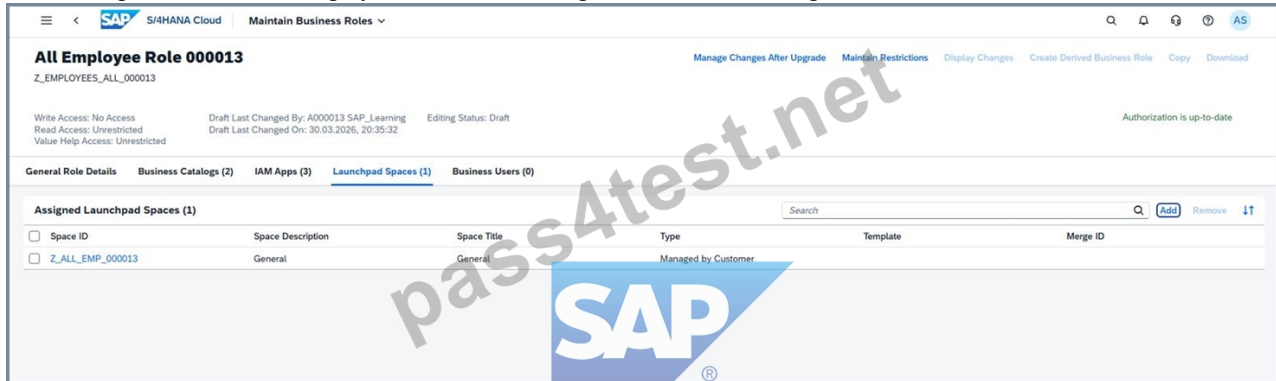 SAP S/4HANA Cloud Maintain Business Roles AS
All Employee Role 000013
Manage Changes After Upgrade Maintain Restrictions Display Changes Create Derived Business Role Copy Download
Z_EMPLOYEES_ALL_000013
Write Access: No Access Draft Last Changed By: A000013 SAP_Learning Editing Status: Draft Authorization is up-to-date
Read Access: Unrestricted Draft Last Changed On: 30.03.2026, 20:35:32
Value Help Access: Unrestricted
General Role Details Business Catalogs (2) IAM Apps (3) Launchpad Spaces (1) Business Users (0)
Assigned Launchpad Spaces (1) Search Add Remove
Space ID Space Description Space Title Type Template Merge ID
Z_ALL_EMP_000013 General General Managed by Customer
pass4test.net
SAP
®